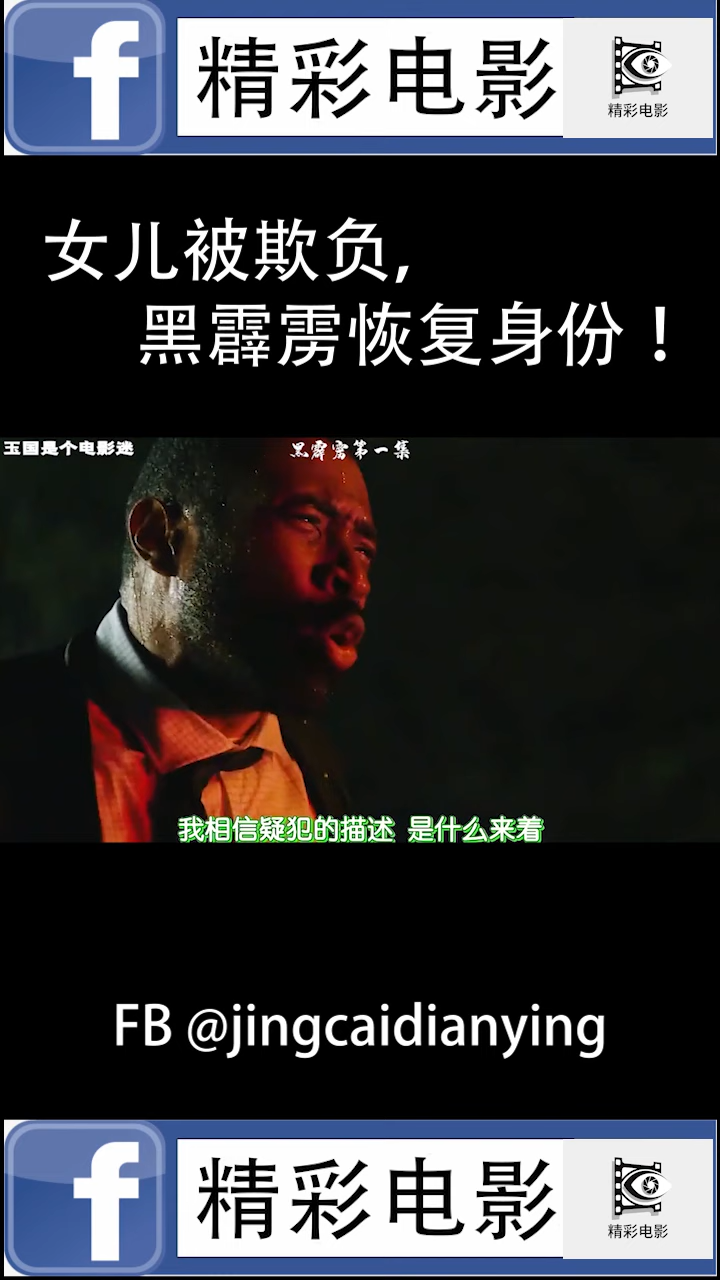 精彩电影
精彩电影
女儿被欺负,
黑霹雳恢复身份！
玉国是个电影迷
黑霹雳第一集
我相信疑犯的描述 是什么来着
FB @jingcaidianying
精彩电影
精彩电影